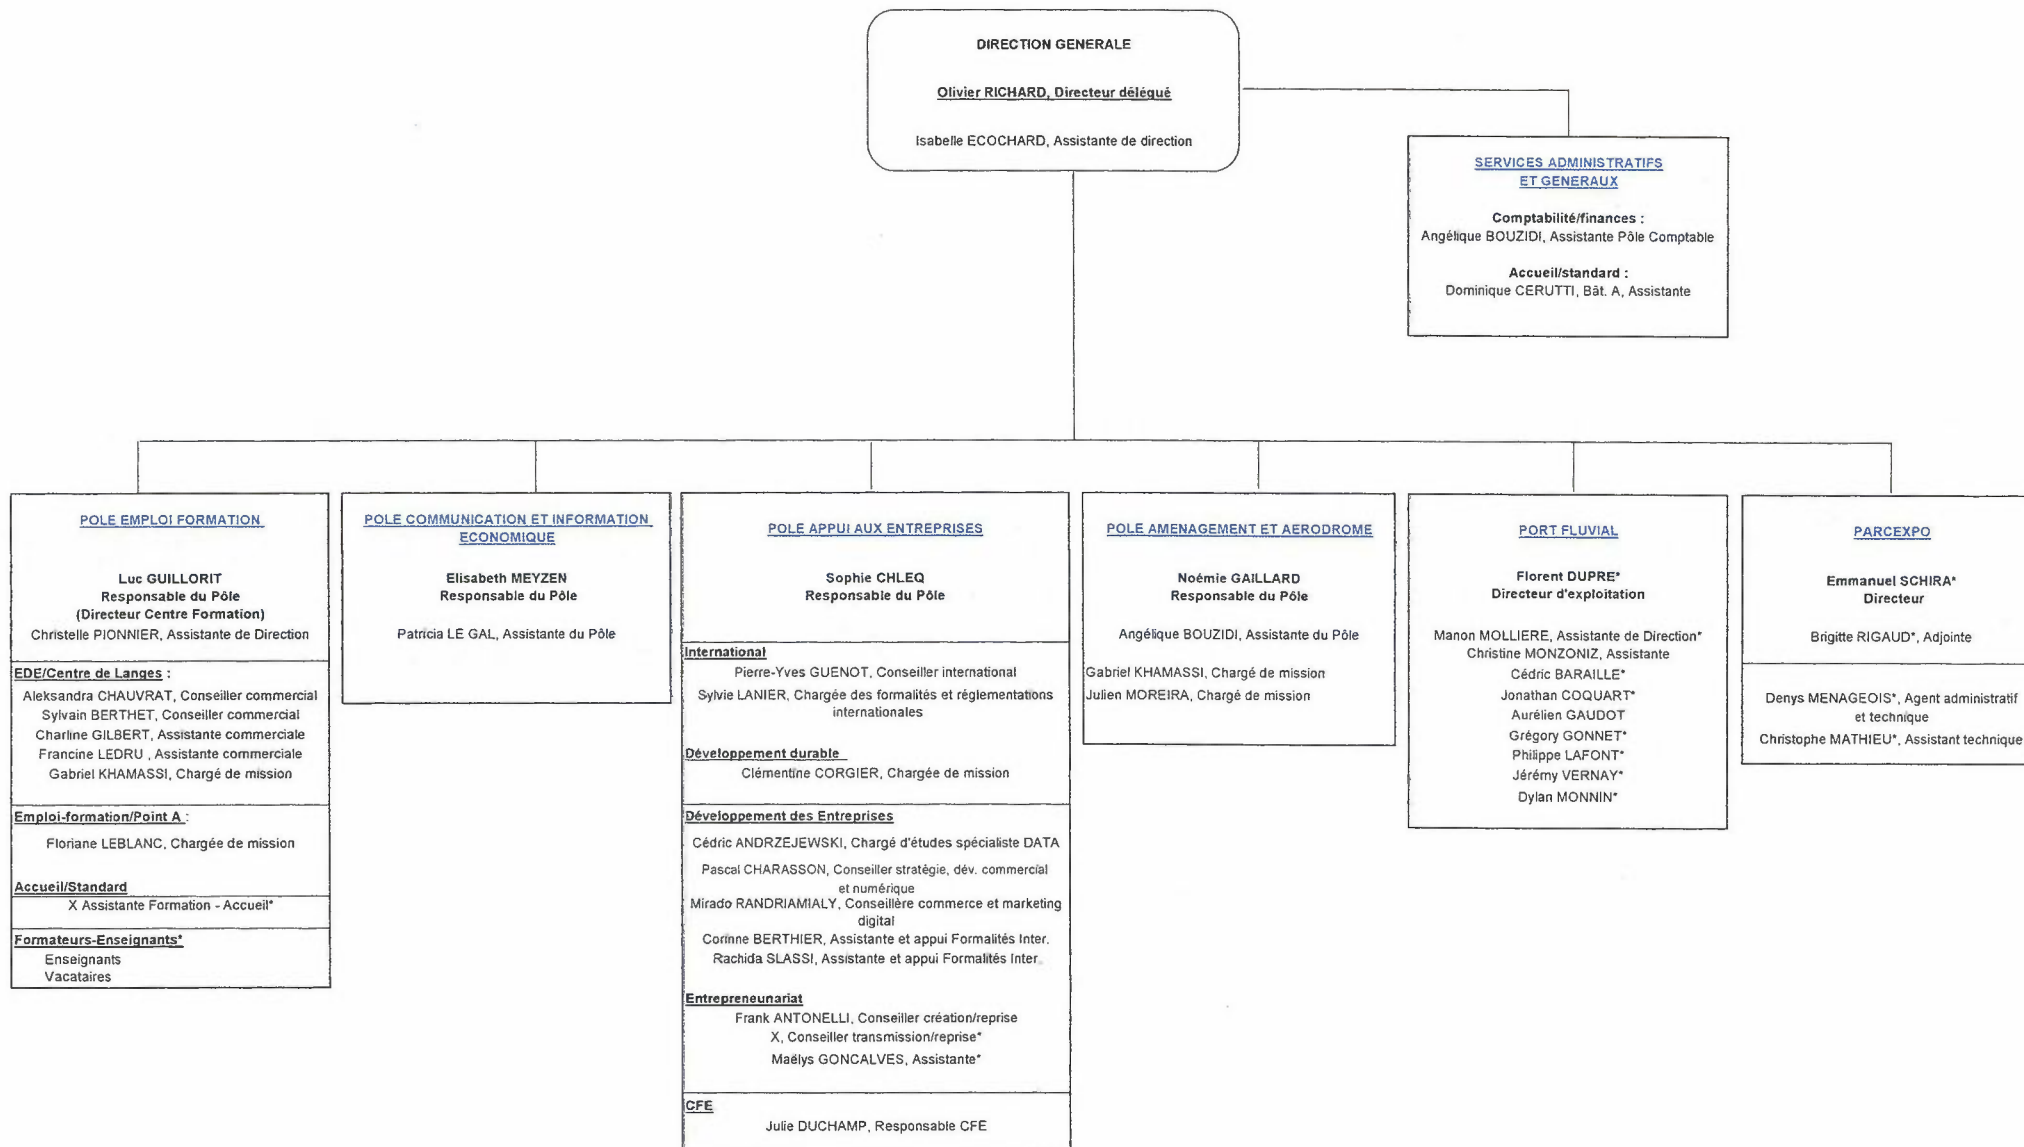 DIRECTION GENERALE
Olivier RICHARD, Directeur délégué
Isabelle ECOCHARD, Assistante de direction
SERVICES ADMINISTRATIFS
ET GENERAUX
Comptabilité/finances :
Angélique BOUZIDI, Assistante Pôle Comptable
Accueil/standard :
Dominique CERUTTI, Bât. A, Assistante
POLE EMPLOI FORMATION
Luc GUILLORIT
Responsable du Pôle
(Directeur Centre Formation)
Christelle PIONNIER, Assistante de Direction
EDE/Centre de Langes :
Aleksandra CHAUVRAT, Conseiller commercial
Sylvain BERTHET, Conseiller commercial
Charline GILBERT, Assistante commerciale
Francine LEDRU , Assistante commerciale
Gabriel KHAMASSI, Chargé de mission
Emploi-formation/Point A :
Floriane LEBLANC, Chargée de mission
Accueil/Standard
X Assistante Formation - Accueil*
Formateurs-Enseignants*
Enseignants
Vacataires
POLE COMMUNICATION ET INFORMATION
ECONOMIQUE
Elisabeth MEYZEN
Responsable du Pôle
Patricia LE GAL, Assistante du Pôle
POLE APPUI AUX ENTREPRISES
Sophie CHLEQ
Responsable du Pôle
International
Pierre-Yves GUENOT, Conseiller international
Sylvie LANIER, Chargée des formalités et réglementations
internationales
Développement durable
Clémentine CORGIER, Chargée de mission
Développement des Entreprises
Cédric ANDRZEJEWSKI, Chargé d'études spécialiste DATA
Pascal CHARASSON, Conseiller stratégie, dév. commercial
et numérique
Mirado RANDRIAMIALY, Conseillère commerce et marketing
digital
Corinne BERTHIER, Assistante et appui Formalités Inter.
Rachida SLASSI, Assistante et appui Formalités Inter.
Entrepreneunariat
Frank ANTONELLI, Conseiller création/reprise
X, Conseiller transmission/reprise*
Maëlys GONCALVES, Assistante*
CFE
Julie DUCHAMP, Responsable CFE
POLE AMENAGEMENT ET AERODROME
Noémie GAILLARD
Responsable du Pôle
Angélique BOUZIDI, Assistante du Pôle
Gabriel KHAMASSI, Chargé de mission
Julien MOREIRA, Chargé de mission
PORT FLUVIAL
Florent DUPRE*
Directeur d'exploitation
Manon MOLLIERE, Assistante de Direction*
Christine MONZONIZ, Assistante
Cédric BARAILLE*
Jonathan COQUART*
Aurélien GAUDOT
Grégory GONNET*
Philippe LAFONT*
Jérémy VERNAY*
Dylan MONNIN*
PARCEXPO
Emmanuel SCHIRA*
Directeur
Brigitte RIGAUD*, Adjointe
Denys MENAGEOIS*, Agent administratif
et technique
Christophe MATHIEU*, Assistant technique